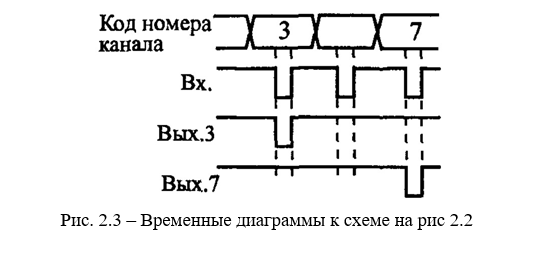 Код номера
канала
3
7
Вх.
Вых.3
Вых.7
Рис. 2.3 – Временные диаграммы к схеме на рис 2.2